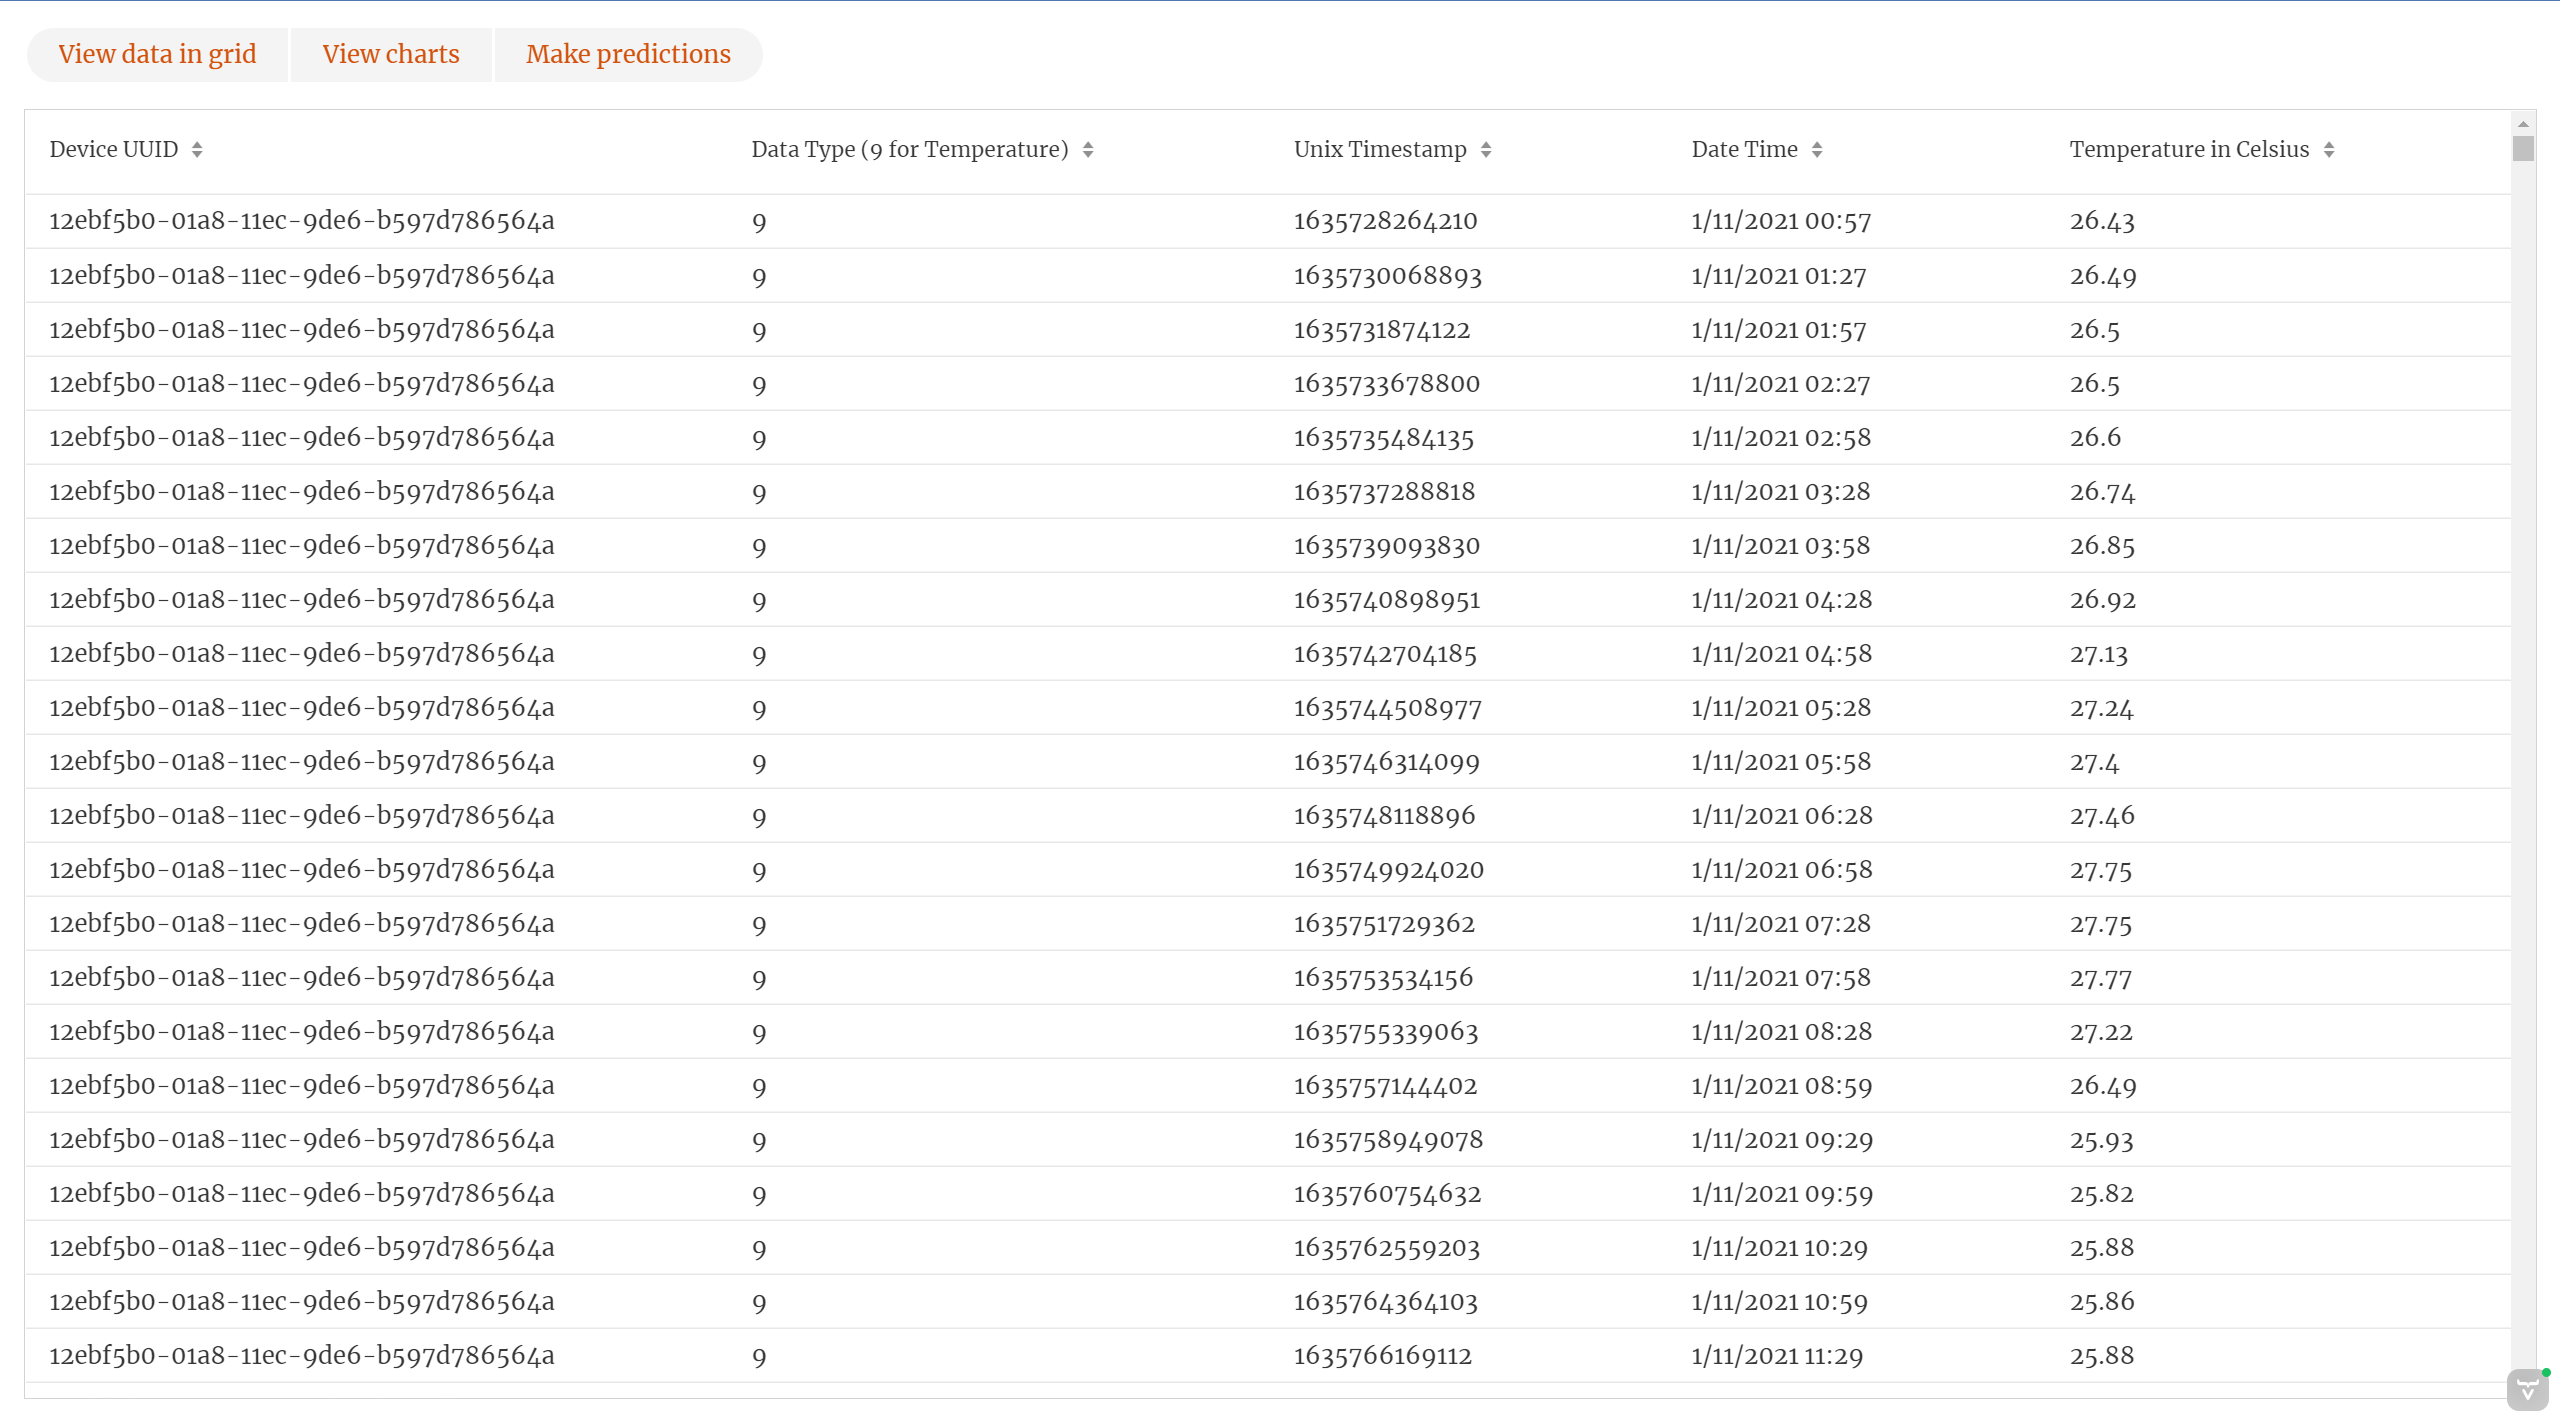 View data in grid View charts Make predictions
Device UUID Data Type (9 for Temperature) Unix Timestamp Date Time Temperature in Celsius
12ebf5b0-01a8-11ec-9de6-b597d786564a 9 1635728264210 1/11/2021 00:57 26.43
12ebf5b0-01a8-11ec-9de6-b597d786564a 9 1635730068893 1/11/2021 01:27 26.49
12ebf5b0-01a8-11ec-9de6-b597d786564a 9 1635731874122 1/11/2021 01:57 26.5
12ebf5b0-01a8-11ec-9de6-b597d786564a 9 1635733678800 1/11/2021 02:27 26.5
12ebf5b0-01a8-11ec-9de6-b597d786564a 9 1635735484135 1/11/2021 02:58 26.6
12ebf5b0-01a8-11ec-9de6-b597d786564a 9 1635737288818 1/11/2021 03:28 26.74
12ebf5b0-01a8-11ec-9de6-b597d786564a 9 1635739093830 1/11/2021 03:58 26.85
12ebf5b0-01a8-11ec-9de6-b597d786564a 9 1635740898951 1/11/2021 04:28 26.92
12ebf5b0-01a8-11ec-9de6-b597d786564a 9 1635742704185 1/11/2021 04:58 27.13
12ebf5b0-01a8-11ec-9de6-b597d786564a 9 1635744508977 1/11/2021 05:28 27.24
12ebf5b0-01a8-11ec-9de6-b597d786564a 9 1635746314099 1/11/2021 05:58 27.4
12ebf5b0-01a8-11ec-9de6-b597d786564a 9 1635748118896 1/11/2021 06:28 27.46
12ebf5b0-01a8-11ec-9de6-b597d786564a 9 1635749924020 1/11/2021 06:58 27.75
12ebf5b0-01a8-11ec-9de6-b597d786564a 9 1635751729362 1/11/2021 07:28 27.75
12ebf5b0-01a8-11ec-9de6-b597d786564a 9 1635753534156 1/11/2021 07:58 27.77
12ebf5b0-01a8-11ec-9de6-b597d786564a 9 1635755339063 1/11/2021 08:28 27.22
12ebf5b0-01a8-11ec-9de6-b597d786564a 9 1635757144402 1/11/2021 08:59 26.49
12ebf5b0-01a8-11ec-9de6-b597d786564a 9 1635758949078 1/11/2021 09:29 25.93
12ebf5b0-01a8-11ec-9de6-b597d786564a 9 1635760754632 1/11/2021 09:59 25.82
12ebf5b0-01a8-11ec-9de6-b597d786564a 9 1635762559203 1/11/2021 10:29 25.88
12ebf5b0-01a8-11ec-9de6-b597d786564a 9 1635764364103 1/11/2021 10:59 25.86
12ebf5b0-01a8-11ec-9de6-b597d786564a 9 1635766169112 1/11/2021 11:29 25.88